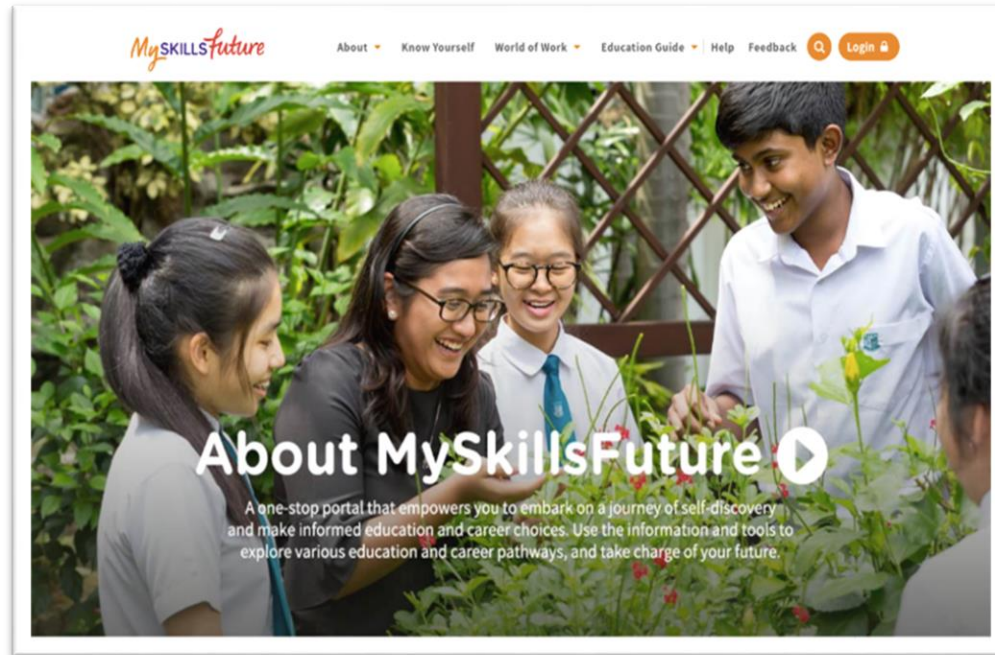 MySKILLSfuture
About Know Yourself World of Work Education Guide Help Feedback Login
About MySkillsFuture
A one-stop portal that empowers you to embark on a journey of self-discovery
and make informed education and career choices. Use the information and tools to
explore various education and career pathways, and take charge of your future.